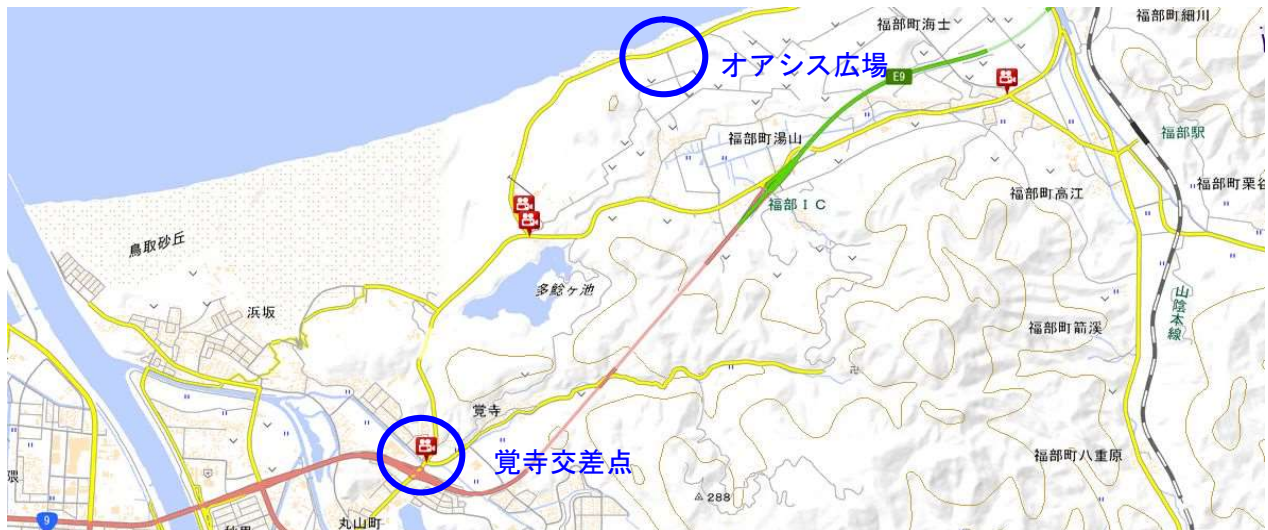 福部町海士
福部町細川
オアシス広場
E9
福部町湯山
福部駅
福部町栗谷
福部町高江
福部ＩＣ
鳥取砂丘
多鯰ヶ池
浜坂
山陰本線
福部町箭溪
覚寺
覚寺交差点
福部町八重原
288
9
丸山町